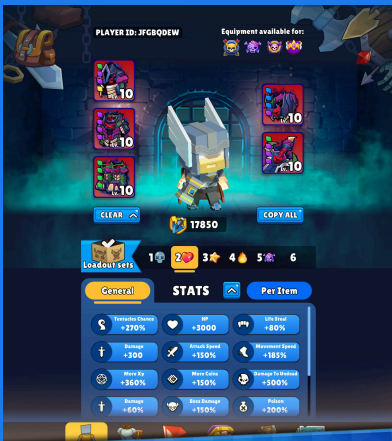 PLAYER ID: JFGBQDEW
Equipment available for:
10
10
Lv.10
10
Lv.10
CLEAR
17850
COPY ALL
Loadout sets
1 2 3 4 5 6
General
STATS
Per Item
Tentacles Chance
+270%
HP
+3000
Life Steal
+80%
Damage
+300
Attack Speed
+150%
Movement Speed
+185%
More Xp
+360%
More Coins
+150%
Damage To Undead
+500%
Damage
+60%
Boss Damage
+150%
Poison
+200%